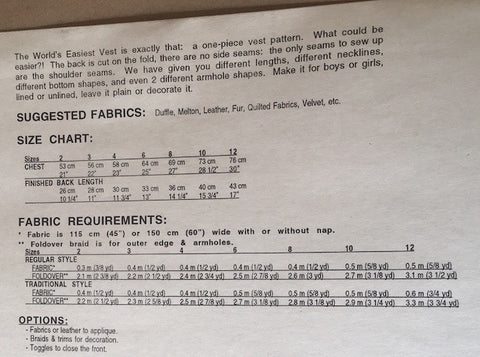 The World's Easiest Vest is exactly that: a one-piece vest pattern. What could be
easier?! The back is cut on the fold, there are no side seams: the only seams to sew up
are the shoulder seams. We have given you different lengths, different necklines,
different bottom shapes, and even 2 different armhole shapes. Make it for boys or girls,
lined or unlined, leave it plain or decorate it.
SUGGESTED FABRICS: Duffle, Melton, Leather, Fur, Quilted Fabrics, Velvet, etc.
SIZE CHART:
Sizes 2 3 4 6 8 10 12
CHEST 53 cm 56 cm 58 cm 64 cm 69 cm 73 cm 76 cm
21" 22" 23" 25" 27" 28 1/2" 30"
FINISHED BACK LENGTH
26 cm 28 cm 30 cm 33 cm 36 cm 40 cm 43 cm
10 1/4" 11" 11 3/4" 13" 14 1/4" 15 3/4" 17"
FABRIC REQUIREMENTS:
* Fabric is 115 cm (45") or 150 cm (60") wide with or without nap.
** Foldover braid is for outer edge & armholes.
Sizes 2 3 4 6 8 10 12
REGULAR STYLE
FABRIC* 0.3 m (3/8 yd) 0.4 m (1/2 yd) 0.4 m (1/2 yd) 0.4 m (1/2 yd) 0.4 m (1/2 yd) 0.5 m (5/8 yd) 0.5 m (5/8 yd)
FOLDOVER** 2.1 m (2 3/8 yd) 2.2 m (2 1/2 yd) 2.4 m (2 3/4 yd) 2.5 m (2 7/8 yd) 2.6 m (3 yd) 2.7 m (3 1/8 yd) 3.1 m (3 1/2 yd)
TRADITIONAL STYLE
FABRIC* 0.4 m (1/2 yd) 0.4 m (1/2 yd) 0.4 m (1/2 yd) 0.5 m (5/8 yd) 0.5 m (5/8 yd) 0.5 m (5/8 yd) 0.6 m (3/4 yd)
FOLDOVER** 2.2 m (2 1/2 yd) 2.3 m (2 5/8 yd) 2.5 m (2 7/8 yd) 2.7 m (3 1/8 yd) 2.8 m (3 1/8 yd) 2.9 m (3 1/4 yd) 3.3 m (3 3/4 yd)
OPTIONS:
- Fabrics or leather to applique.
- Braids & trims for decoration.
- Toggles to close the front.